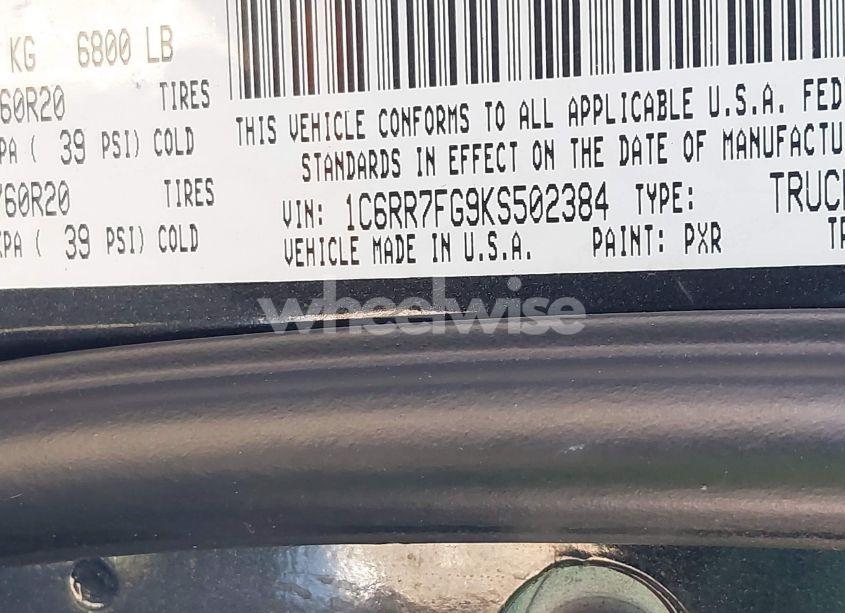 KG 6800 LB
60R20 TIRES
PA ( 39 PSI) COLD
/60R20 TIRES
KPA ( 39 PSI) COLD
THIS VEHICLE CONFORMS TO ALL APPLICABLE U.S.A. FED
STANDARDS IN EFFECT ON THE DATE OF MANUFACTU
VIN: 1C6RR7FG9KS502384 TYPE: TRUC
VEHICLE MADE IN U.S.A. PAINT: PXR TR
wheelwise